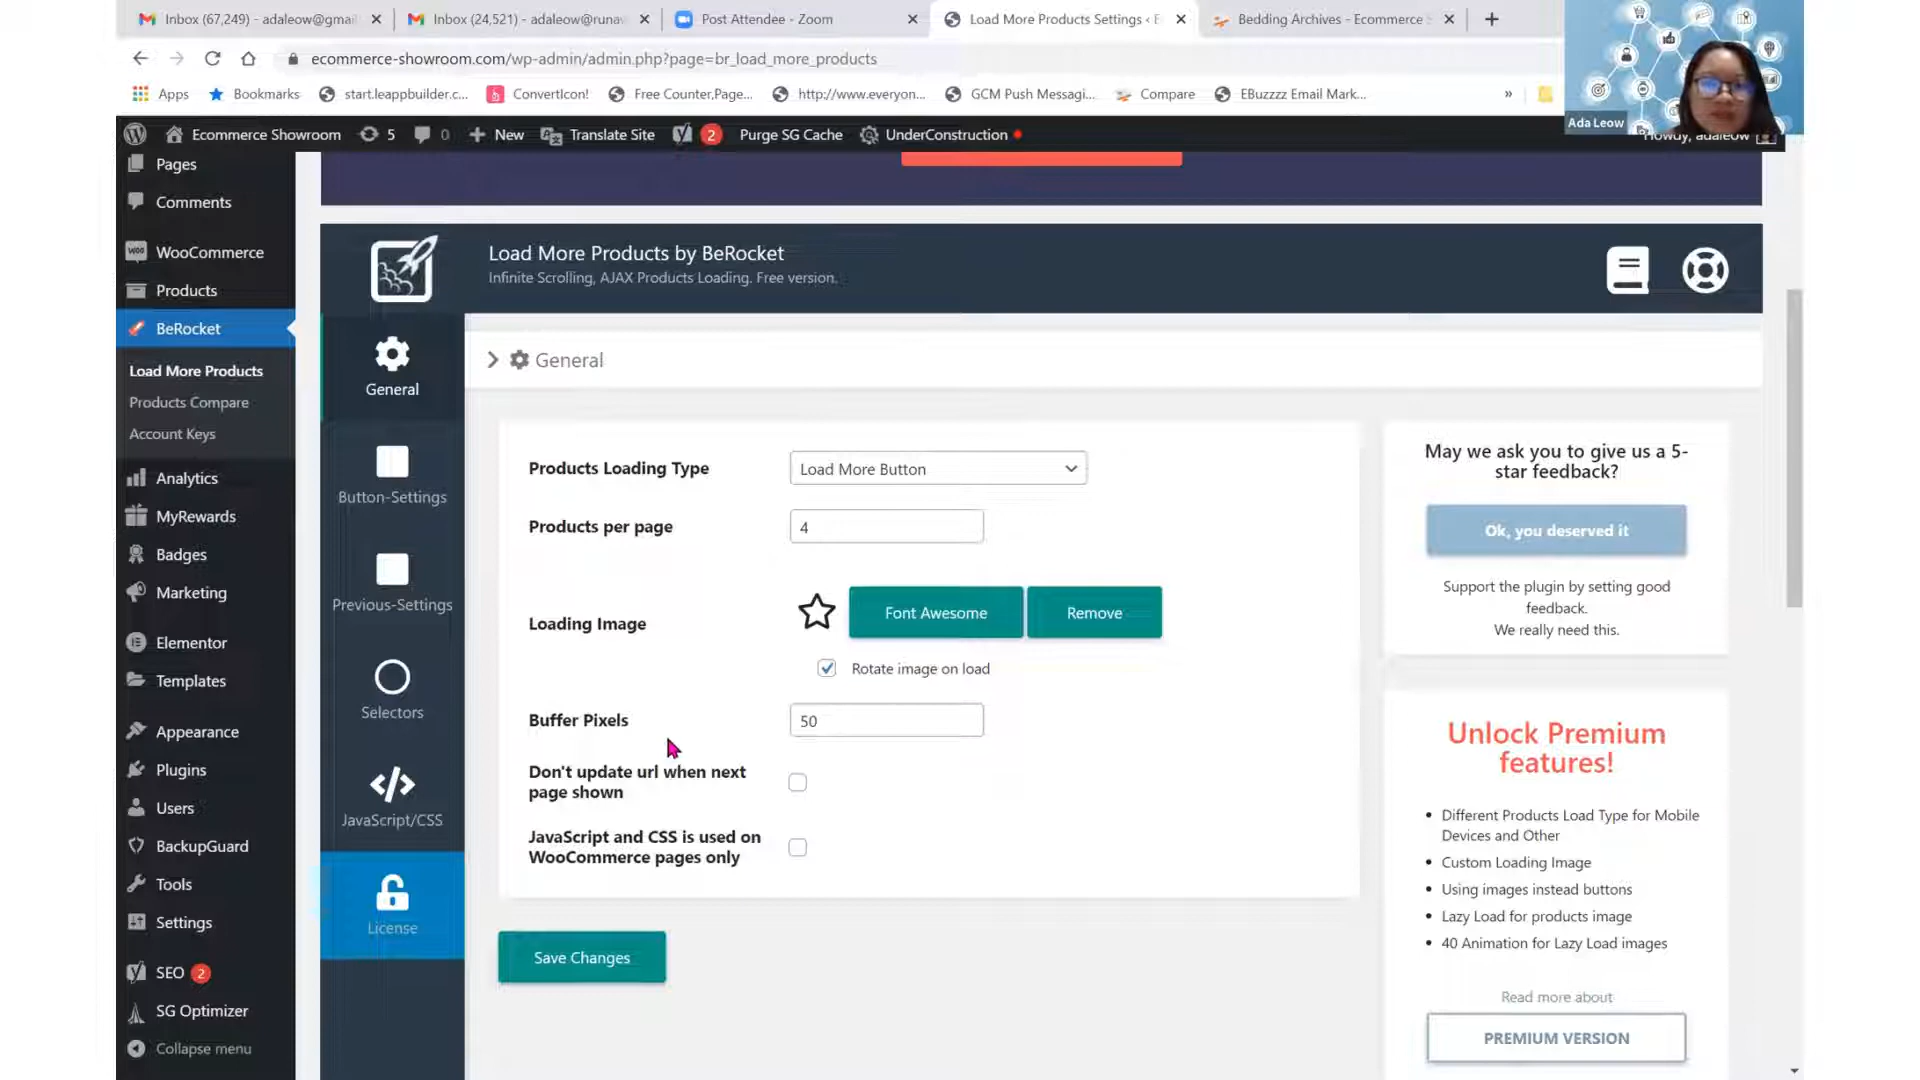 Inbox (67,249) - adaleow@gmai
Inbox (24,521) - adaleow@runa
Post Attendee - Zoom
Load More Products Settings ‹ E
Bedding Archives - Ecommerce S
ecommerce-showroom.com/wp-admin/admin.php?page=br_load_more_products
Apps
Bookmarks
start.leappbuilder.c...
ConvertIcon!
Free Counter,Page...
http://www.everyon...
GCM Push Messagi...
Compare
EBuzzzz Email Mark...
»
Ada Leow
Ecommerce Showroom
5
0
New
Translate Site
2
Purge SG Cache
UnderConstruction
Howdy, adaleow
Pages
Comments
WooCommerce
Products
BeRocket
Load More Products
Products Compare
Account Keys
Analytics
MyRewards
Badges
Marketing
Elementor
Templates
Appearance
Plugins
Users
BackupGuard
Tools
Settings
SEO 2
SG Optimizer
Collapse menu
Load More Products by BeRocket
Infinite Scrolling, AJAX Products Loading. Free version.
General
Button-Settings
Previous-Settings
Selectors
JavaScript/CSS
License
General
Products Loading Type
Load More Button
Products per page
4
Loading Image
Font Awesome
Remove
Rotate image on load
Buffer Pixels
50
Don't update url when next
page shown
JavaScript and CSS is used on
WooCommerce pages only
Save Changes
May we ask you to give us a 5-
star feedback?
Ok, you deserved it
Support the plugin by setting good
feedback.
We really need this.
Unlock Premium
features!
• Different Products Load Type for Mobile
Devices and Other
• Custom Loading Image
• Using images instead buttons
• Lazy Load for products image
• 40 Animation for Lazy Load images
Read more about
PREMIUM VERSION